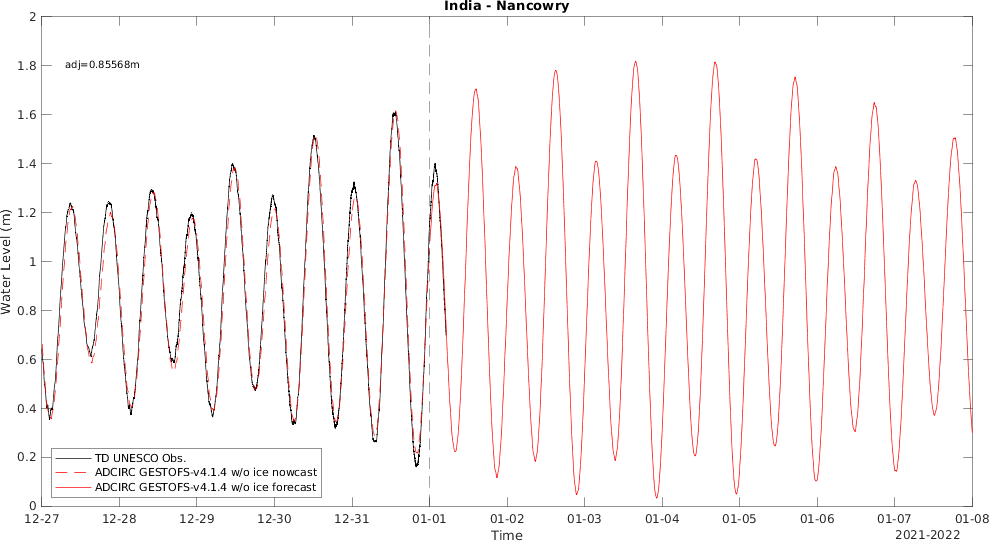 India - Nancowry
adj=0.85568m
Water Level (m)
2
1.8
1.6
1.4
1.2
1
0.8
0.6
0.4
0.2
0
TD UNESCO Obs.
ADCIRC GESTOFS-v4.1.4 w/o ice nowcast
ADCIRC GESTOFS-v4.1.4 w/o ice forecast
12-27 12-28 12-29 12-30 12-31 01-01 01-02 01-03 01-04 01-05 01-06 01-07 01-08
Time
2021-2022